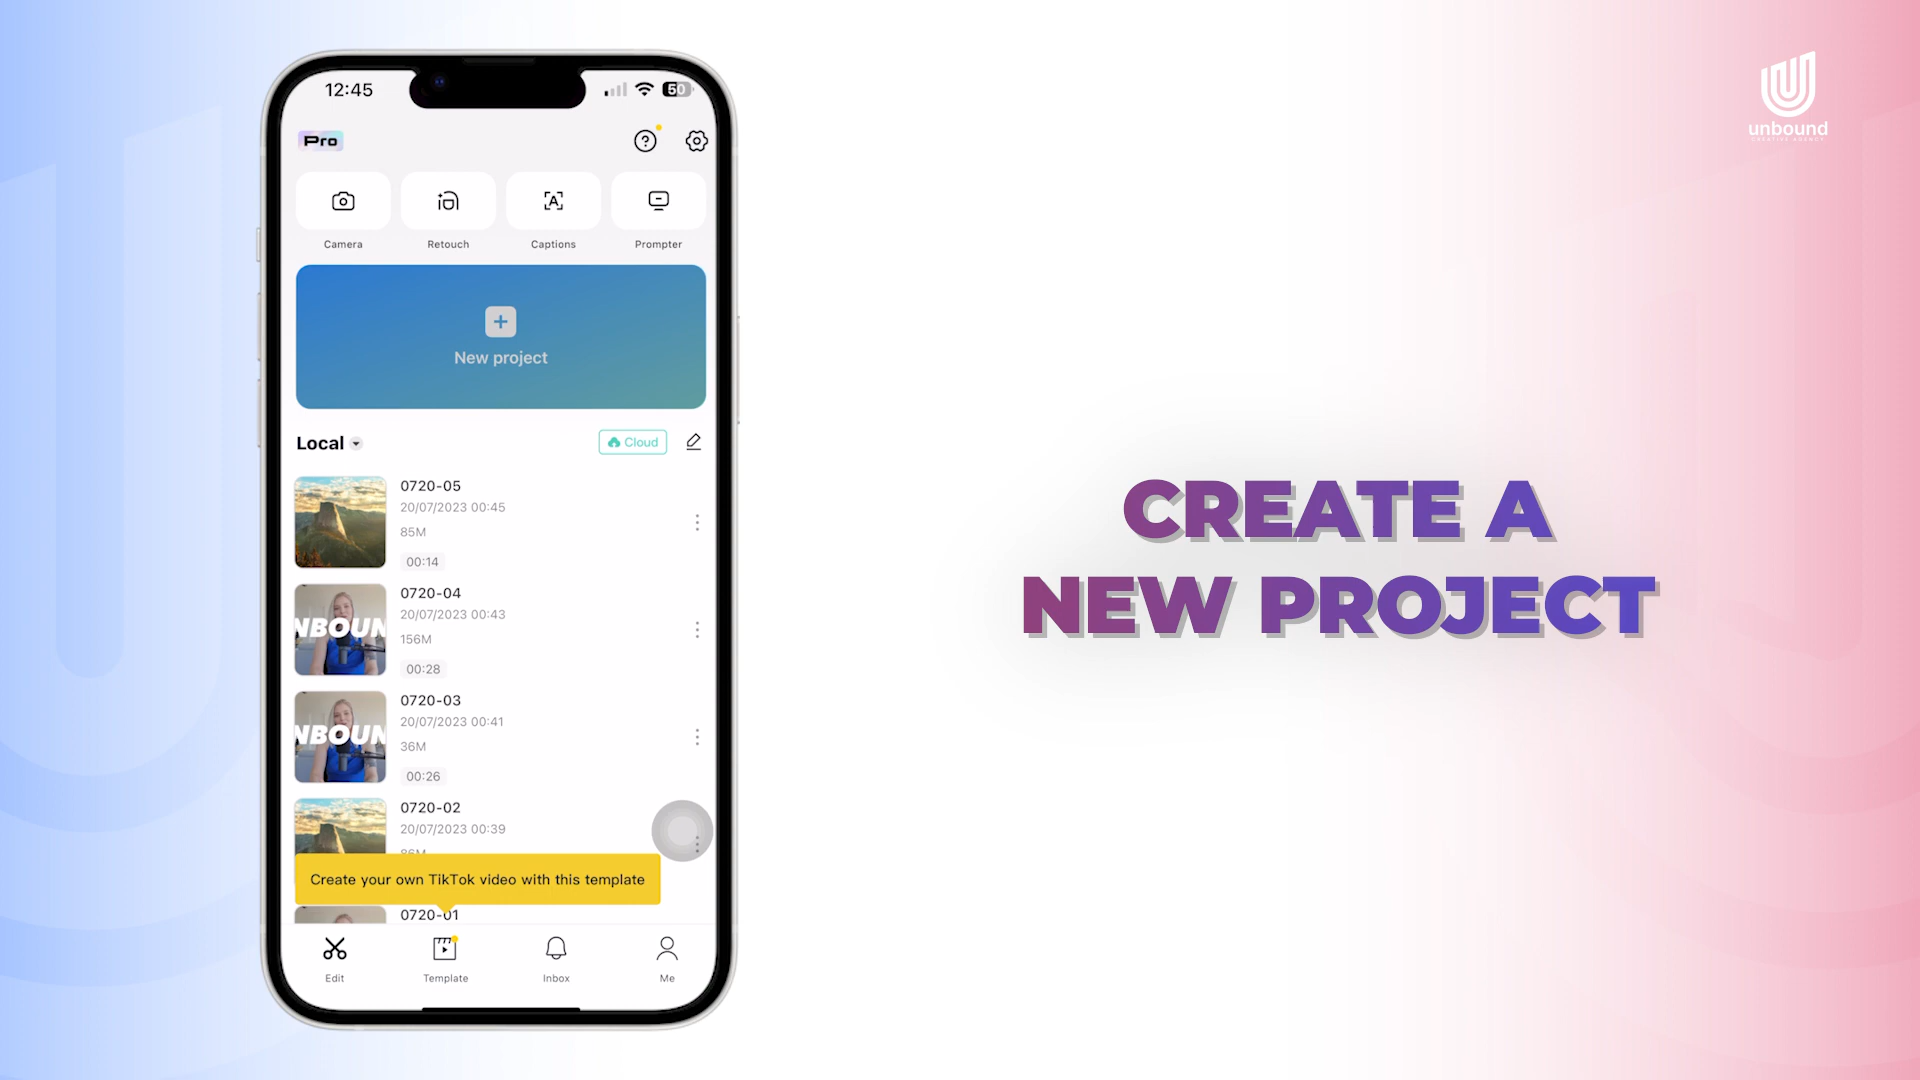 12:45
50
Pro
Camera
Retouch
Captions
Prompter
New project
Local
Cloud
0720-05
20/07/2023 00:45
85M
00:14
0720-04
20/07/2023 00:43
156M
00:28
NBOUN
0720-03
20/07/2023 00:41
36M
00:26
NBOUN
0720-02
20/07/2023 00:39
86M
Create your own TikTok video with this template
0720-01
Edit
Template
Inbox
Me
CREATE A
NEW PROJECT
unbound
CREATIVE AGENCY